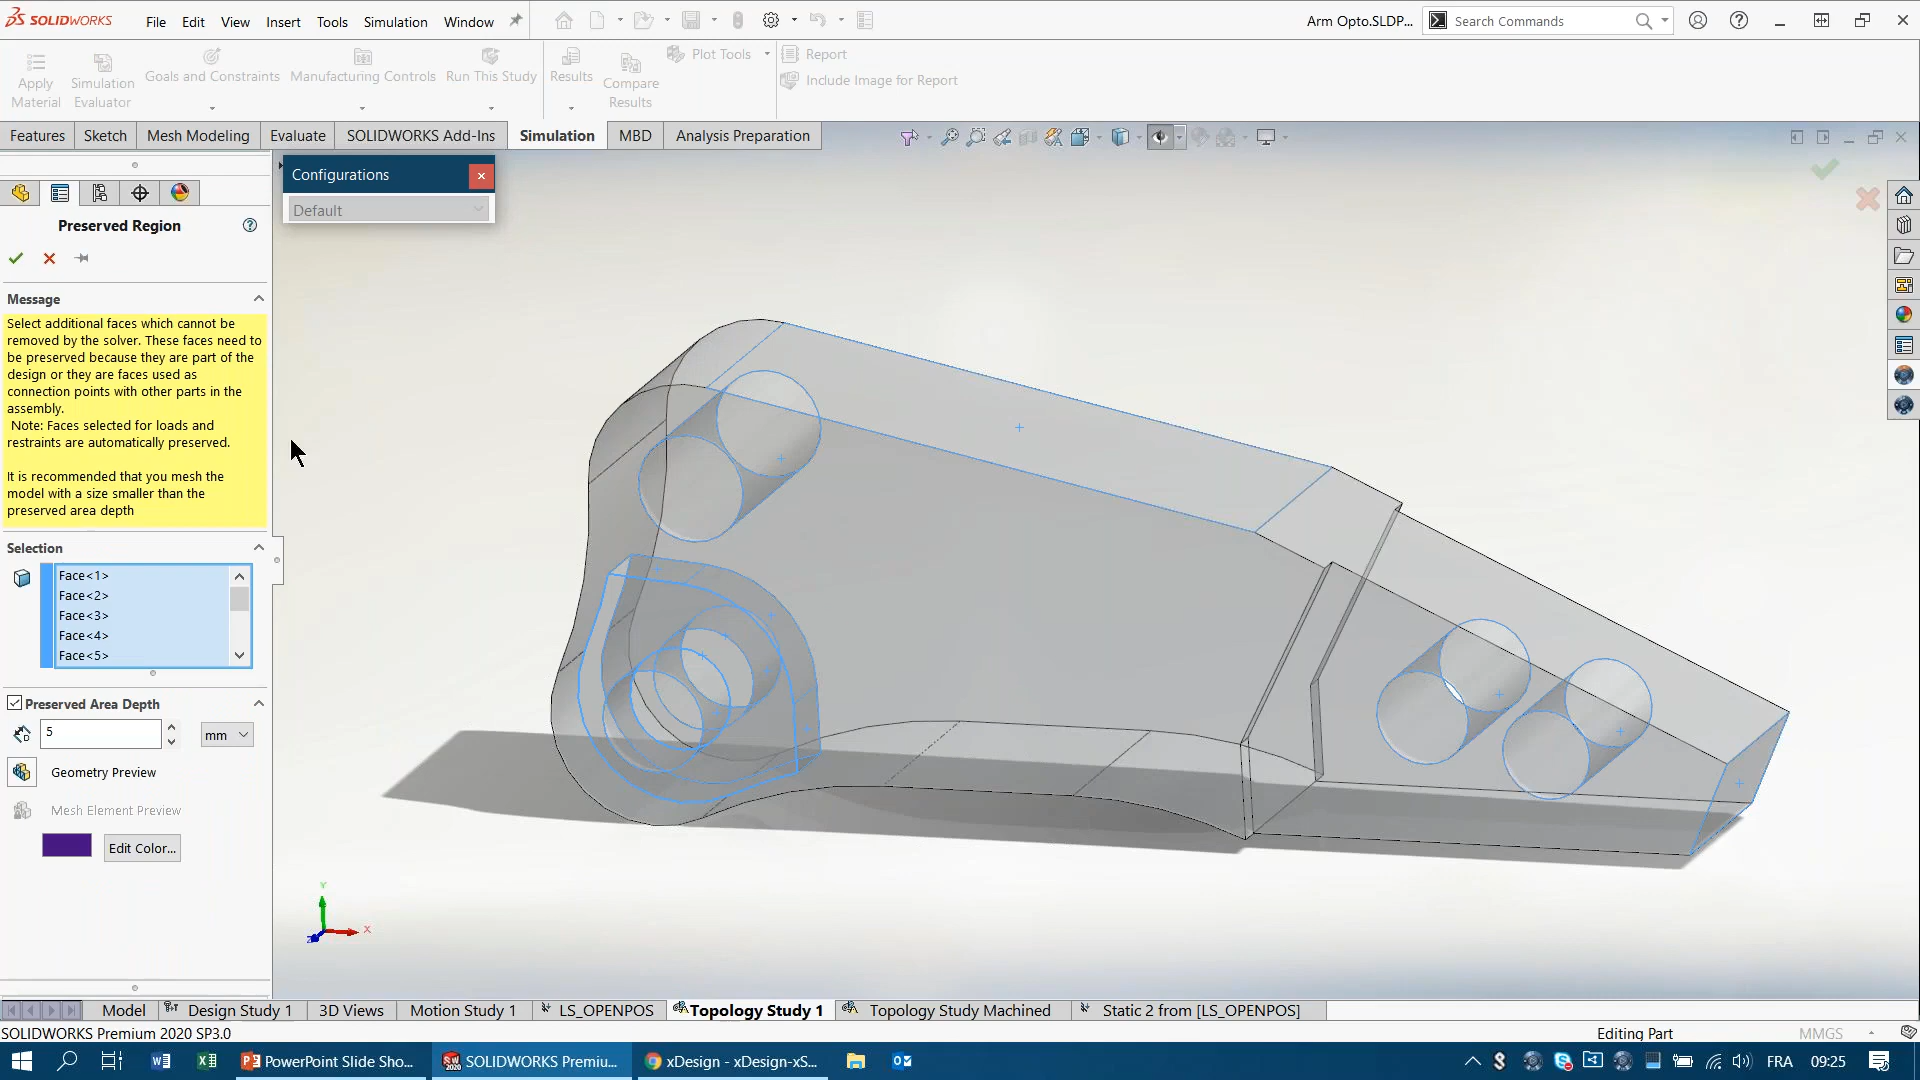 SOLIDWORKS File Edit View Insert Tools Simulation Window Arm Opto.SLDP... Search Commands
Apply Material Simulation Evaluator Goals and Constraints Manufacturing Controls Run This Study Results Compare Results Plot Tools Report
Include Image for Report
Features Sketch Mesh Modeling Evaluate SOLIDWORKS Add-Ins Simulation MBD Analysis Preparation
Configurations
Default
Preserved Region
Message
Select additional faces which cannot be
removed by the solver. These faces need to
be preserved because they are part of the
design or they are faces used as
connection points with other parts in the
assembly.
Note: Faces selected for loads and
restraints are automatically preserved.
It is recommended that you mesh the
model with a size smaller than the
preserved area depth
Selection
Face<1>
Face<2>
Face<3>
Face<4>
Face<5>
Preserved Area Depth
5 mm
Geometry Preview
Mesh Element Preview
Edit Color...
Y
X
Z
Model Design Study 1 3D Views Motion Study 1 LS_OPENPOS Topology Study 1 Topology Study Machined Static 2 from [LS_OPENPOS]
SOLIDWORKS Premium 2020 SP3.0 Editing Part MMGS
PowerPoint Slide Sho... SOLIDWORKS Premiu... xDesign - xDesign-xS... FRA 09:25